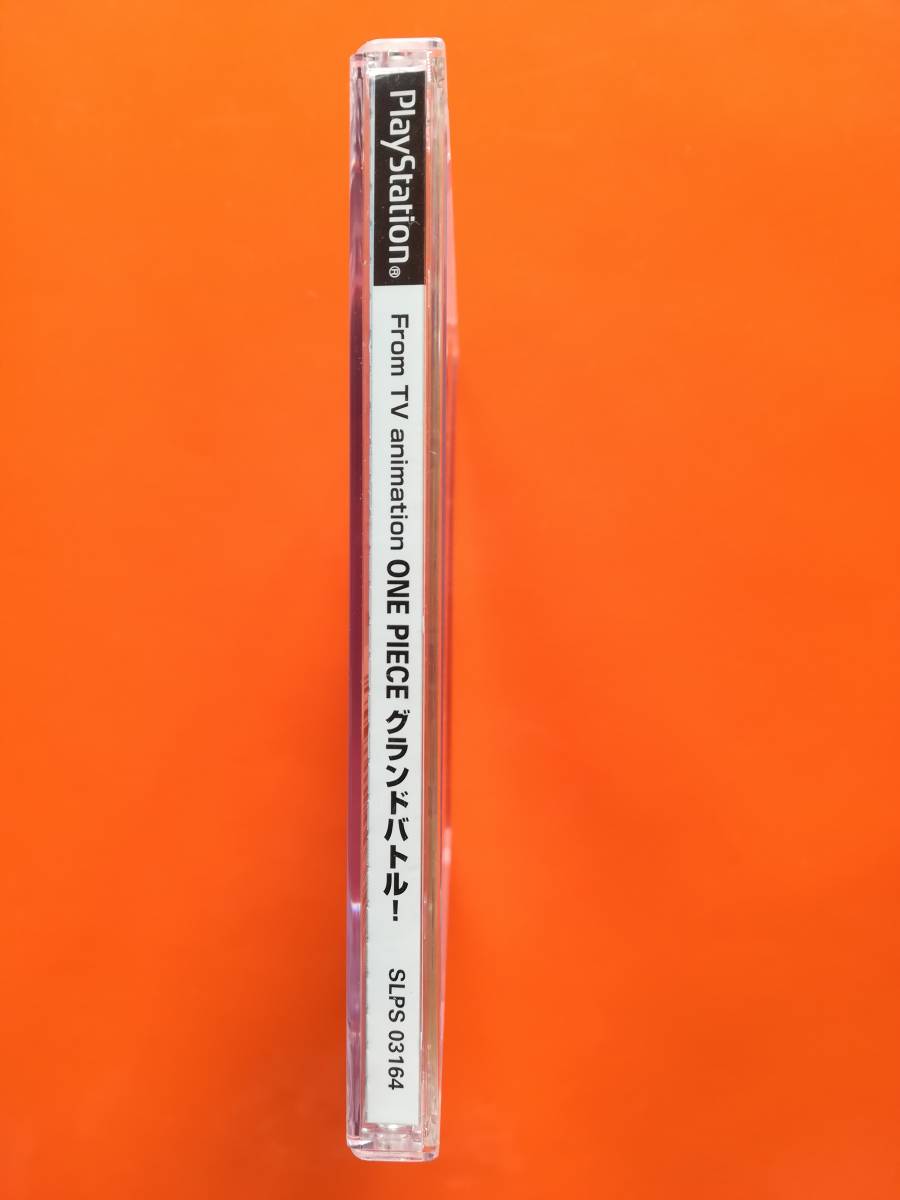 PlayStation®
From TV animation ONE PIECE グランドバトル!
SLPS 03164